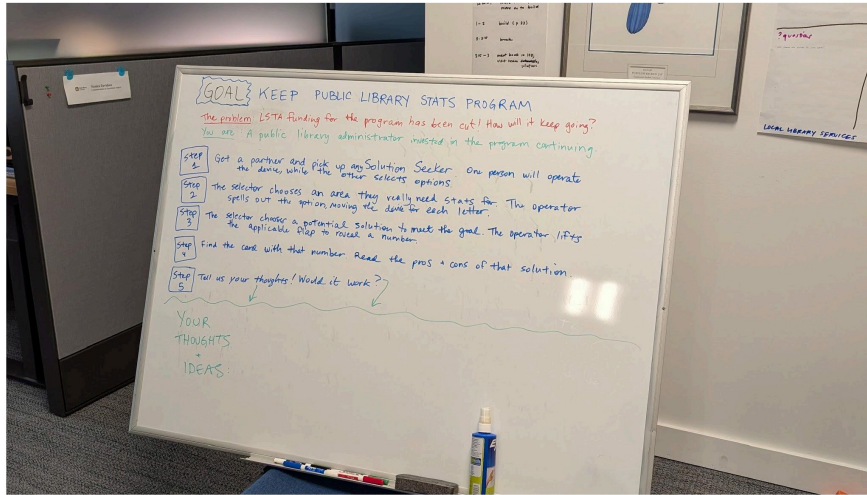 GOAL KEEP PUBLIC LIBRARY STATS PROGRAM
The problem LSTA funding for the program has been cut! How will it keep going?
You are A public library administrator invested in the program continuing.
Step 1 Get a partner and pick up any Solution Seeker. One person will operate
the device, while the other selects options.
Step 2 The selector chooses an area they really need stats for. The operator
spells out the option, moving the device for each letter.
Step 3 The selector chooses a potential solution to meet the goal. The operator lifts
the applicable flap to reveal a number.
Step 4 Find the card with that number Read the pros + cons of that solution
Step 5 Tell us your thoughts! Would it work?
YOUR
THOUGHTS
+
IDEAS
? question
LOCAL LIBRARY SERVICES
1-2 build